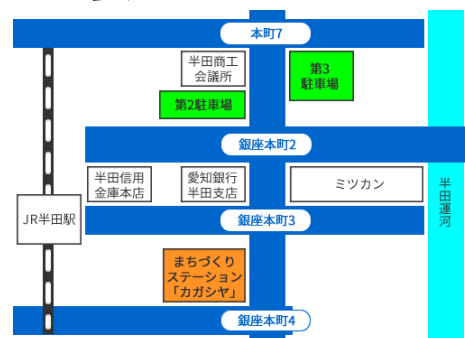 本町7
半田商工
会議所
第3
駐車場
第2駐車場
銀座本町2
半田信用
金庫本店
愛知銀行
半田支店
ミツカン
半田運河
JR半田駅
銀座本町3
まちづくり
ステーション
「カガシヤ」
銀座本町4